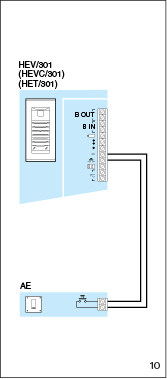 HEV/301
(HEVC/301)
(HET/301)
B OUT
B IN
AE
10